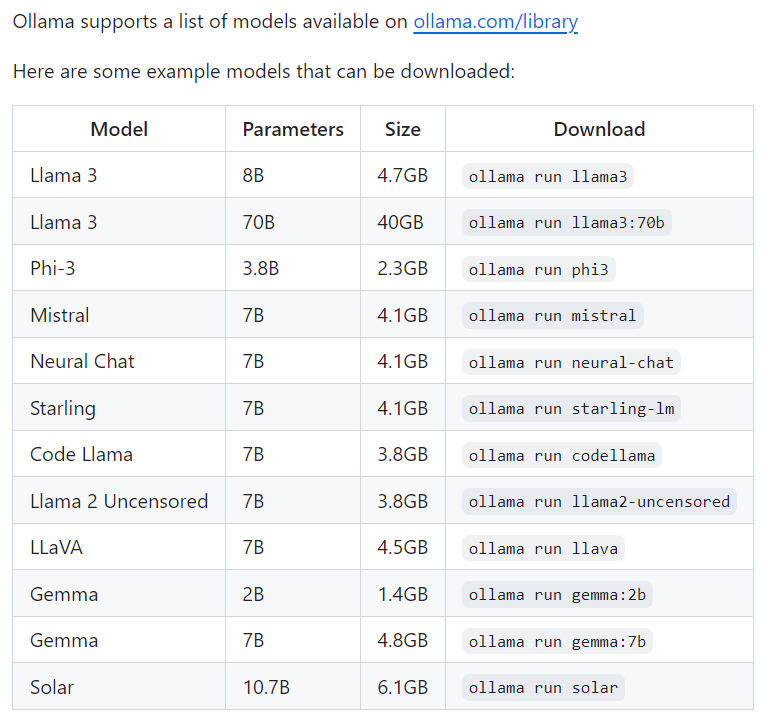 Ollama supports a list of models available on ollama.com/library
Here are some example models that can be downloaded:
Model Parameters Size Download
Llama 3 8B 4.7GB ollama run llama3
Llama 3 70B 40GB ollama run llama3:70b
Phi-3 3.8B 2.3GB ollama run phi3
Mistral 7B 4.1GB ollama run mistral
Neural Chat 7B 4.1GB ollama run neural-chat
Starling 7B 4.1GB ollama run starling-lm
Code Llama 7B 3.8GB ollama run codellama
Llama 2 Uncensored 7B 3.8GB ollama run llama2-uncensored
LLaVA 7B 4.5GB ollama run llava
Gemma 2B 1.4GB ollama run gemma:2b
Gemma 7B 4.8GB ollama run gemma:7b
Solar 10.7B 6.1GB ollama run solar